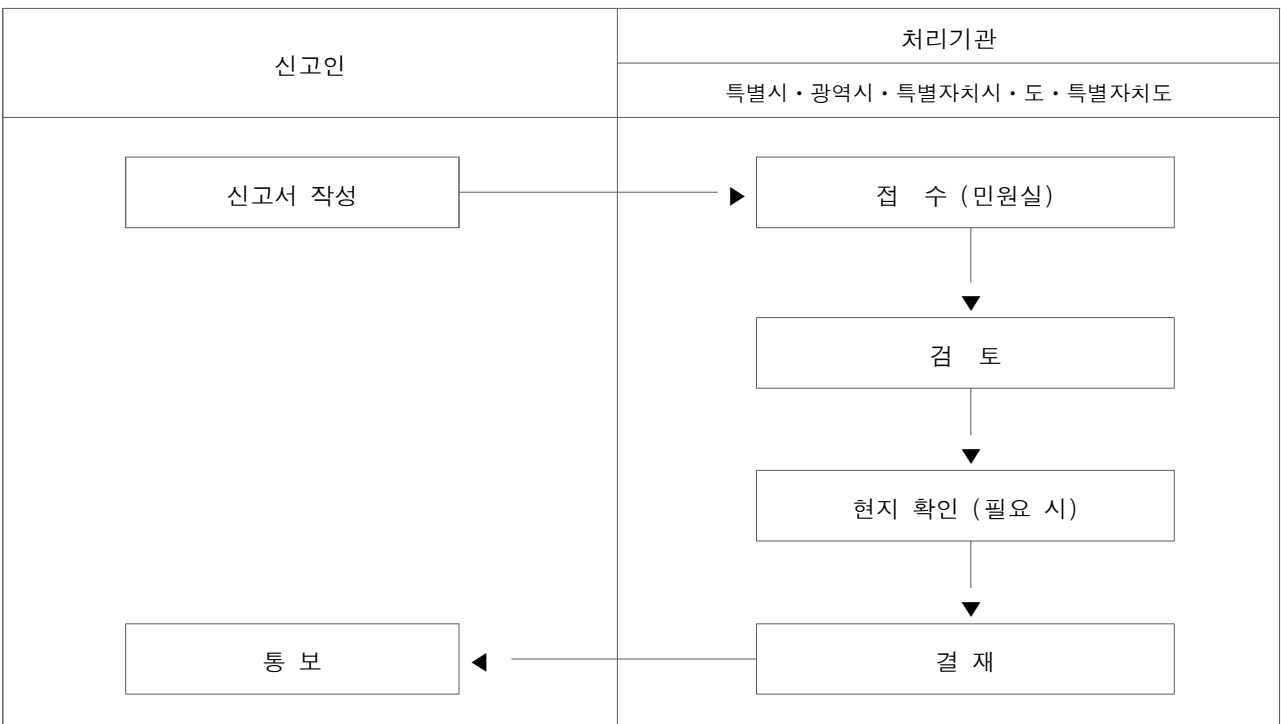 신고인
처리기관
특별시・광역시・특별자치시・도・특별자치도
신고서 작성
접 수 (민원실)
검 토
현지 확인 (필요 시)
통 보
결 재